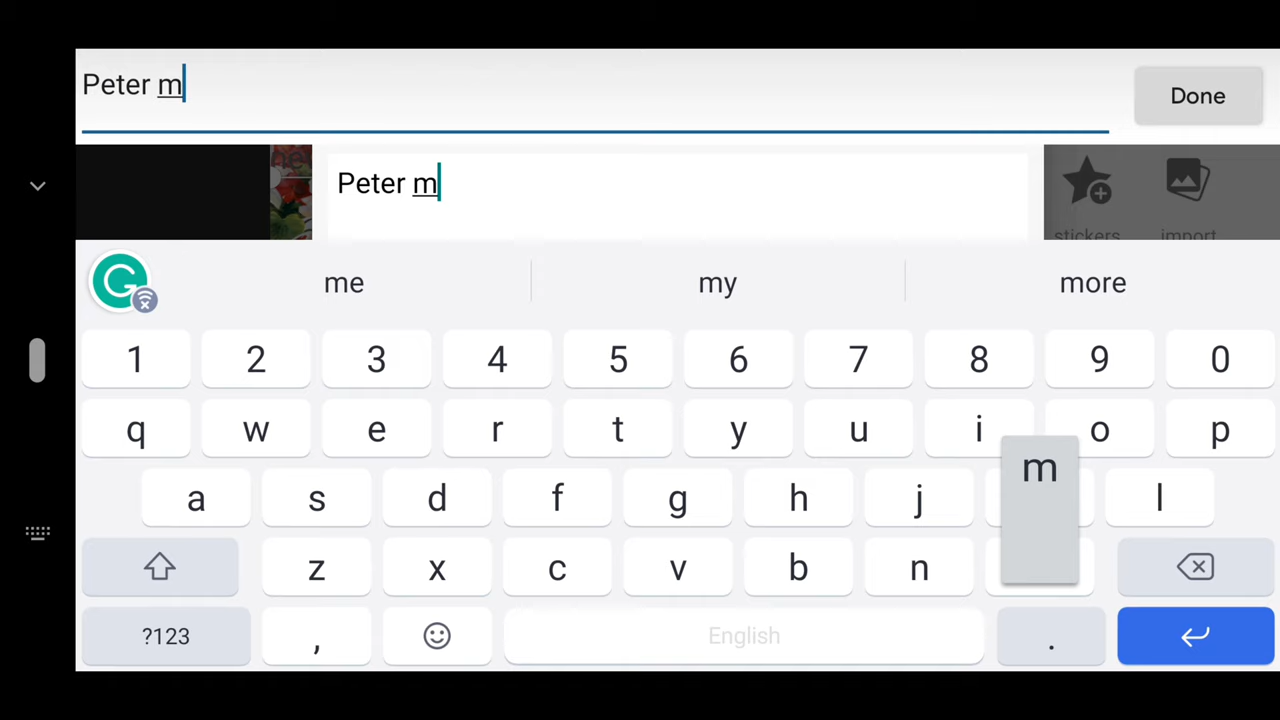 Peter m
Done
Peter m
stickers import
me my more
1 2 3 4 5 6 7 8 9 0
q w e r t y u i o p
m
a s d f g h j l
z x c v b n
?123 , English .